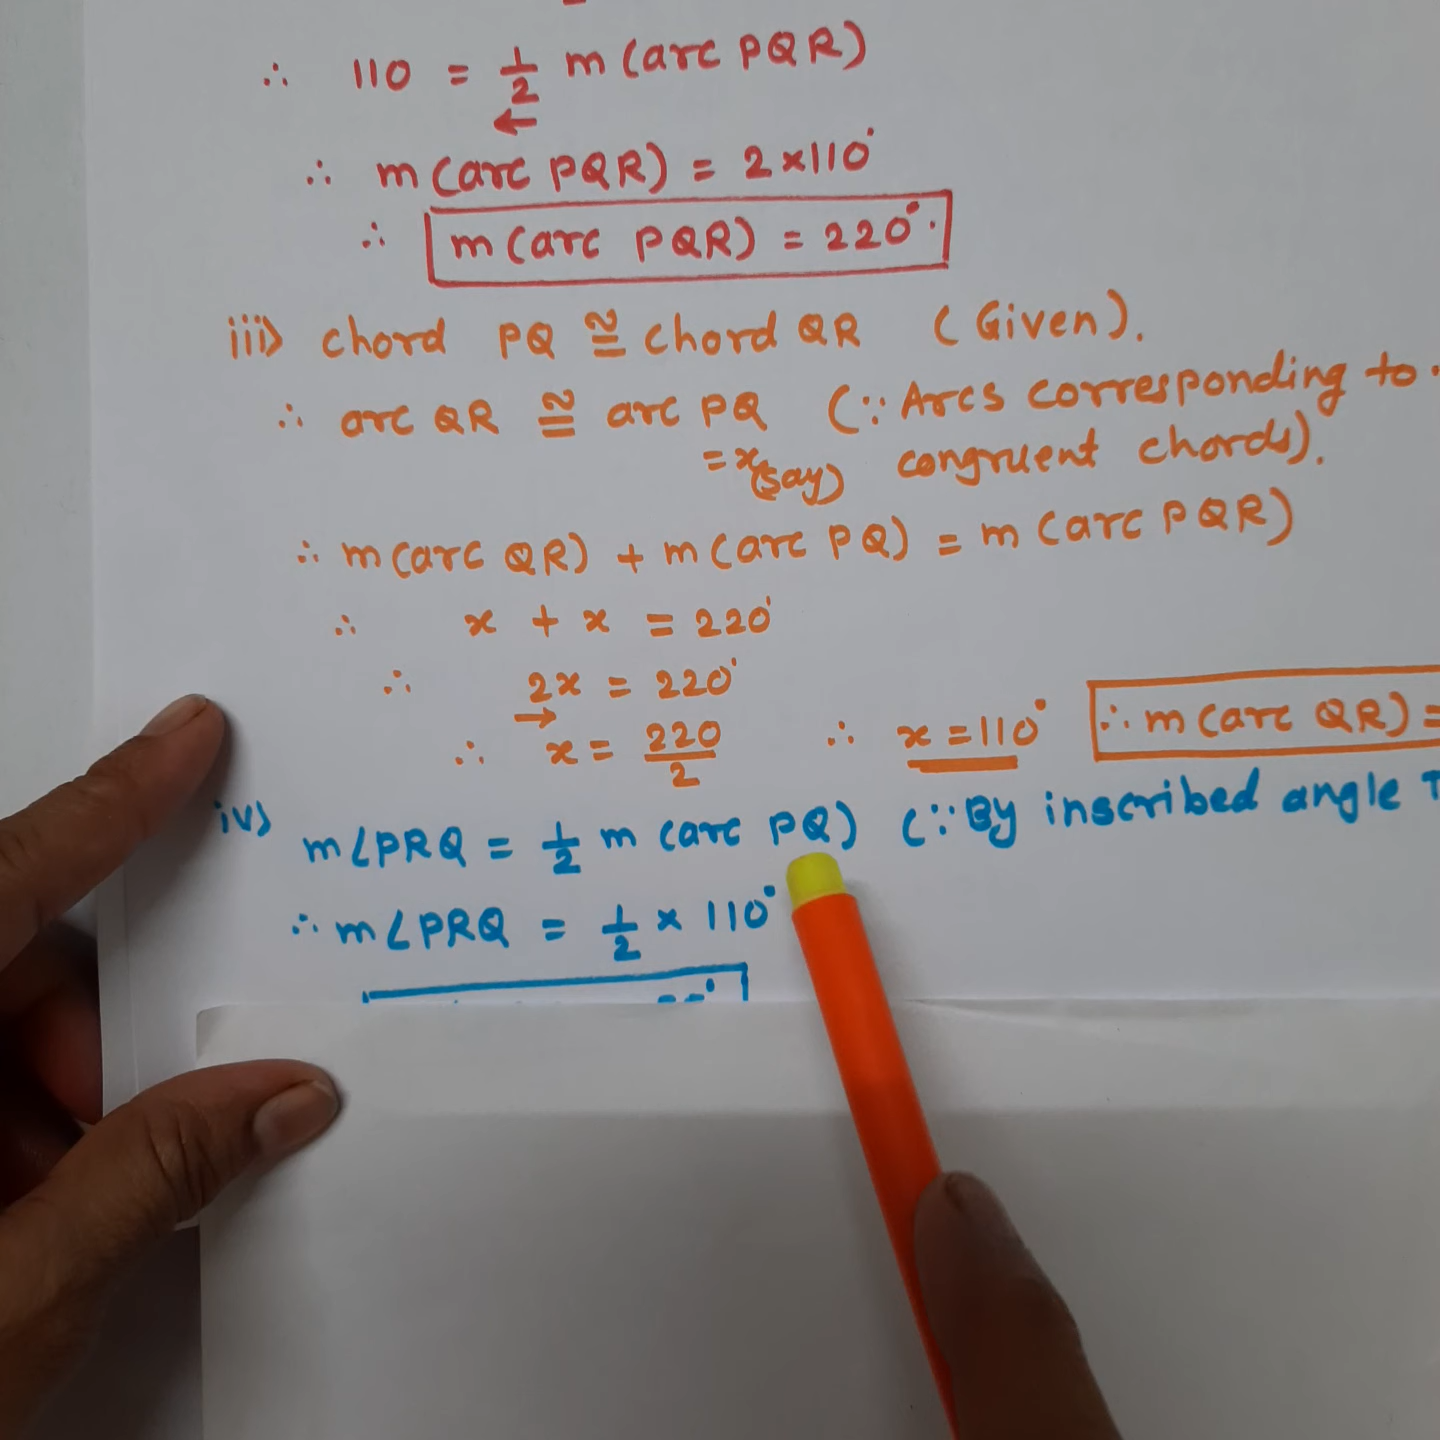 ∴ 110 = 1/2 m (arc PQR)
∴ m (arc PQR) = 2 × 110°
∴ m (arc PQR) = 220°.
iii) chord PQ ≅ chord QR (Given).
∴ arc QR ≅ arc PQ (∵ Arcs corresponding to
= x (say) congruent chords).
∴ m (arc QR) + m (arc PQ) = m (arc PQR)
∴ x + x = 220°
∴ 2x = 220°
∴ x = 220/2 ∴ x = 110° ∴ m (arc QR) =
iv) m∠PRQ = 1/2 m (arc PQ) (∵ By inscribed angle T
∴ m∠PRQ = 1/2 × 110°